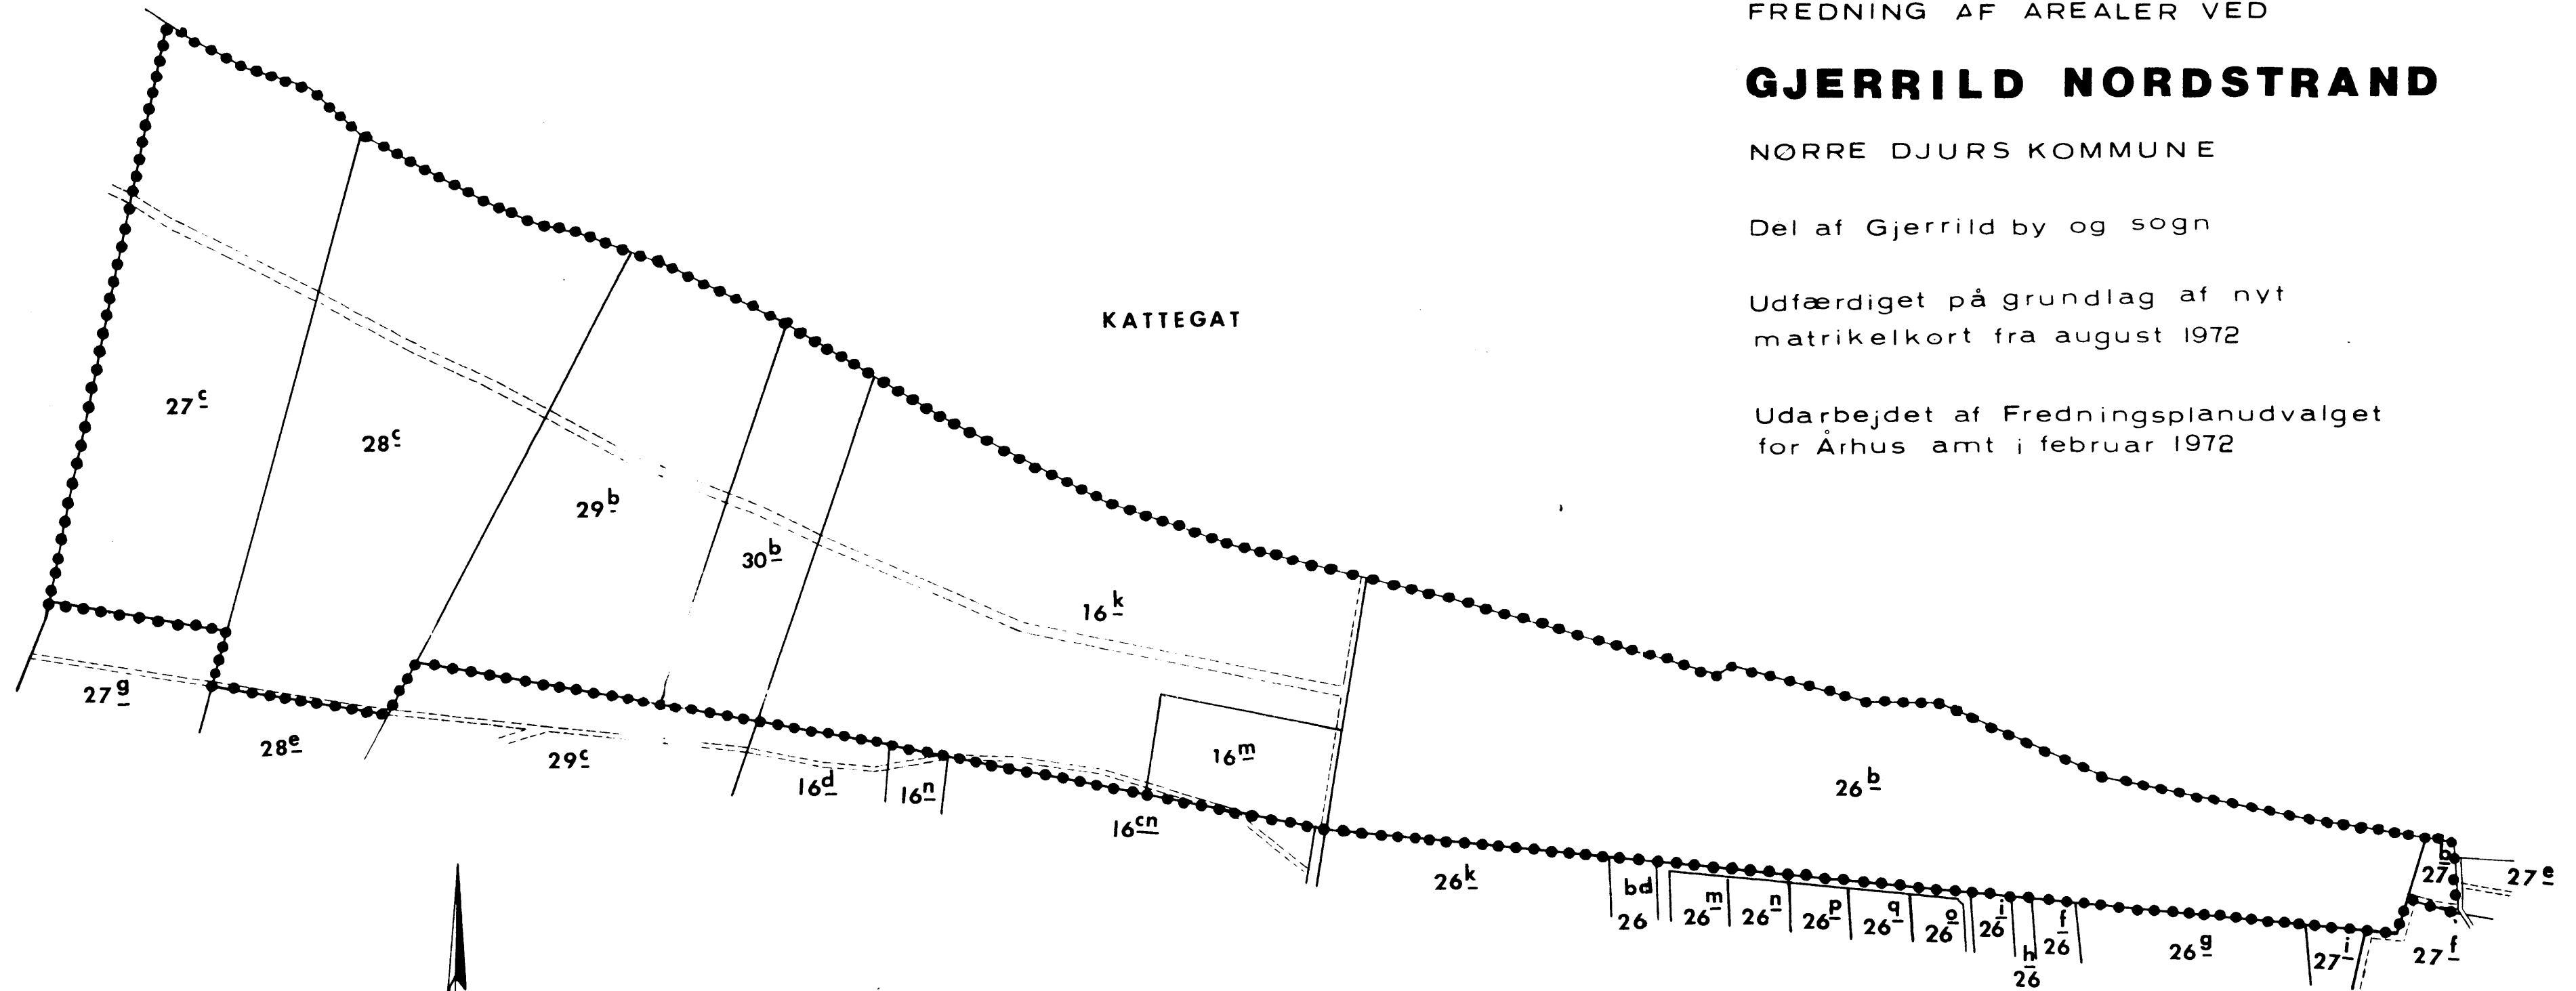 FREDNING AF AREALER VED
GJERRILD NORDSTRAND
NØRRE DJURS KOMMUNE
Del af Gjerrild by og sogn
Udfærdiget på grundlag af nyt
matrikelkort fra august 1972
Udarbejdet af Fredningsplanudvalget
for Århus amt i februar 1972
KATTEGAT
27c
28c
29b
30b
16k
27g
28e
29c
16d
16n
16m
16cn
26b
26k
bd
26
26m
26n
26p
26q
26o
i
26
h
26
f
26
26g
27i
27f
b
27
27e